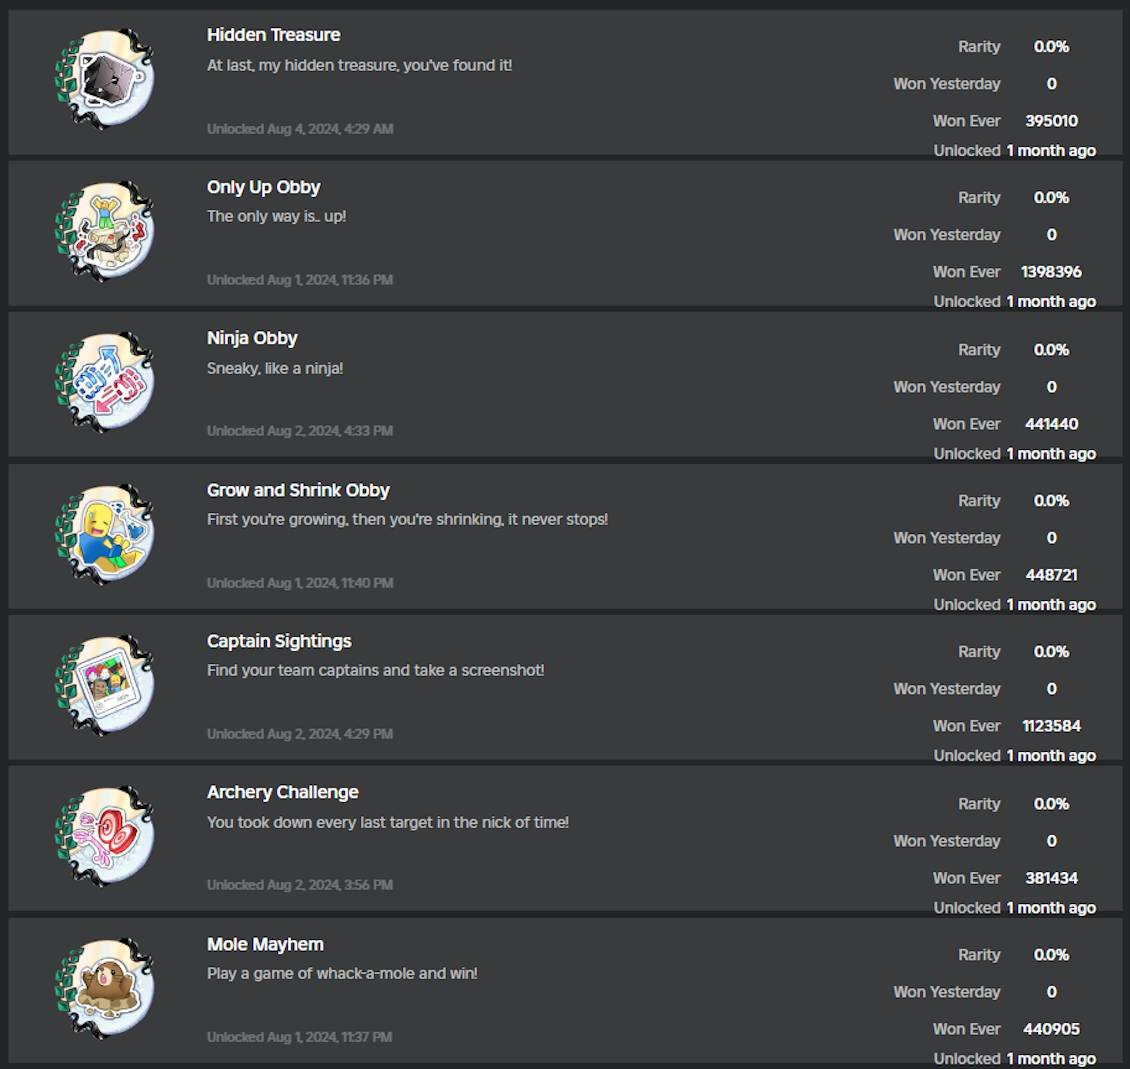 Hidden Treasure
At last, my hidden treasure, you've found it!
Unlocked Aug 4, 2024, 4:29 AM
Rarity 0.0%
Won Yesterday 0
Won Ever 395010
Unlocked 1 month ago
Only Up Obby
The only way is.. up!
Unlocked Aug 1, 2024, 11:36 PM
Rarity 0.0%
Won Yesterday 0
Won Ever 1398396
Unlocked 1 month ago
Ninja Obby
Sneaky, like a ninja!
Unlocked Aug 2, 2024, 4:33 PM
Rarity 0.0%
Won Yesterday 0
Won Ever 441440
Unlocked 1 month ago
Grow and Shrink Obby
First you're growing, then you're shrinking, it never stops!
Unlocked Aug 1, 2024, 11:40 PM
Rarity 0.0%
Won Yesterday 0
Won Ever 448721
Unlocked 1 month ago
Captain Sightings
Find your team captains and take a screenshot!
Unlocked Aug 2, 2024, 4:29 PM
Rarity 0.0%
Won Yesterday 0
Won Ever 1123584
Unlocked 1 month ago
Archery Challenge
You took down every last target in the nick of time!
Unlocked Aug 2, 2024, 3:56 PM
Rarity 0.0%
Won Yesterday 0
Won Ever 381434
Unlocked 1 month ago
Mole Mayhem
Play a game of whack-a-mole and win!
Unlocked Aug 1, 2024, 11:37 PM
Rarity 0.0%
Won Yesterday 0
Won Ever 440905
Unlocked 1 month ago